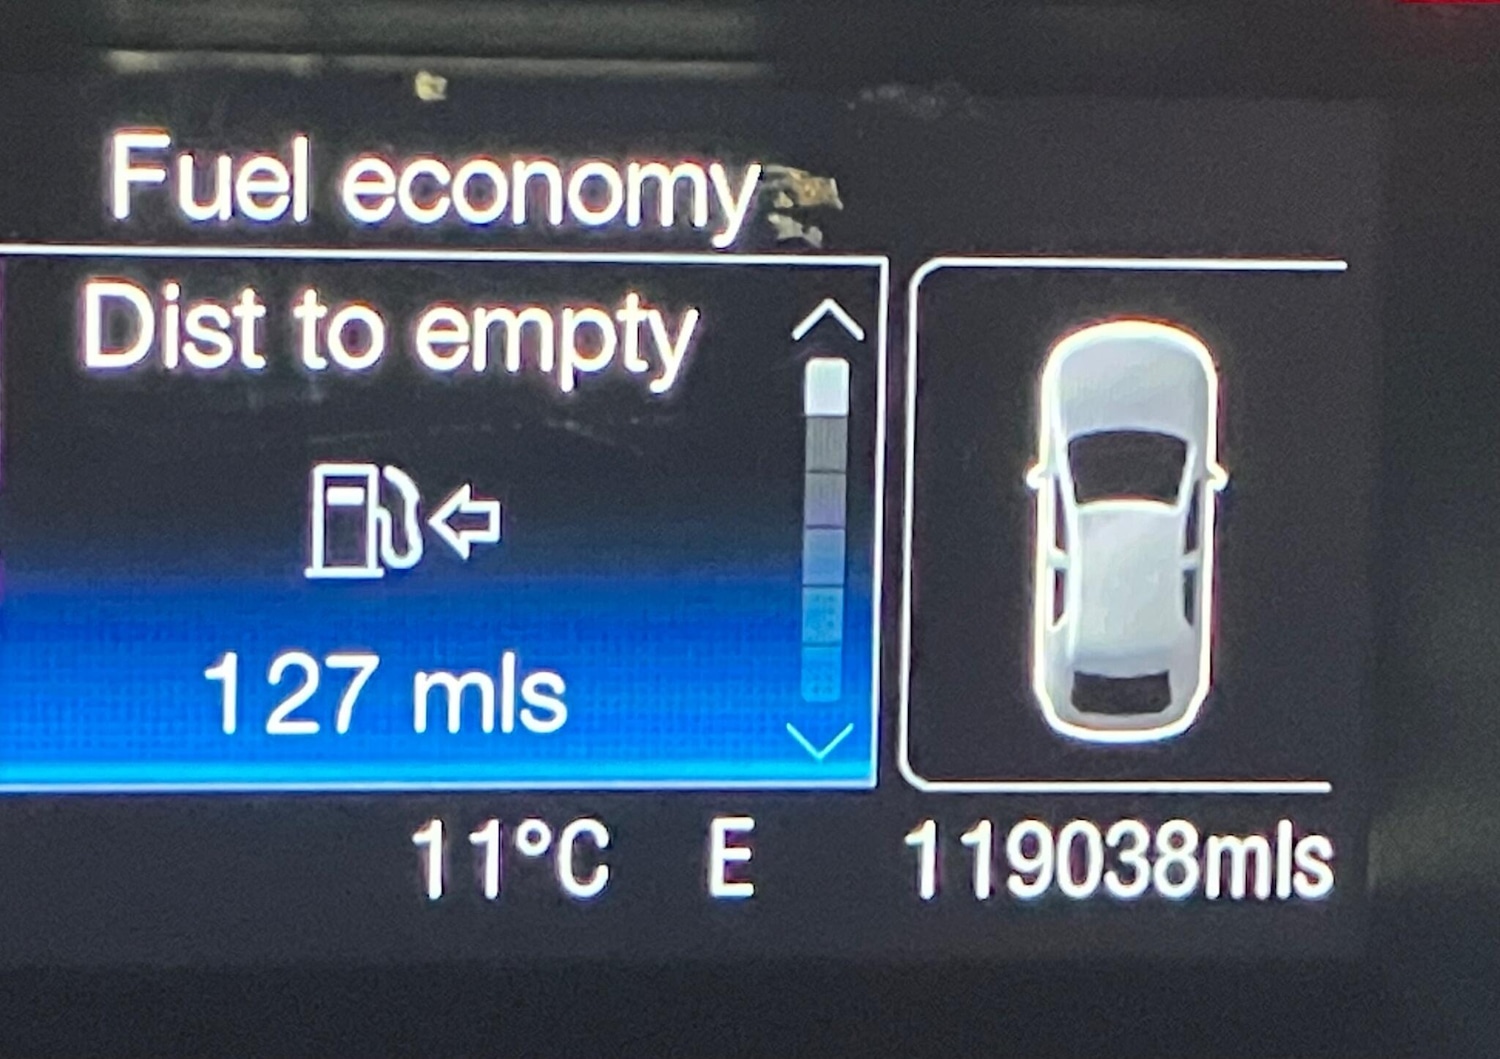 Fuel economy
Dist to empty
127 mls
11°C E 119038mls